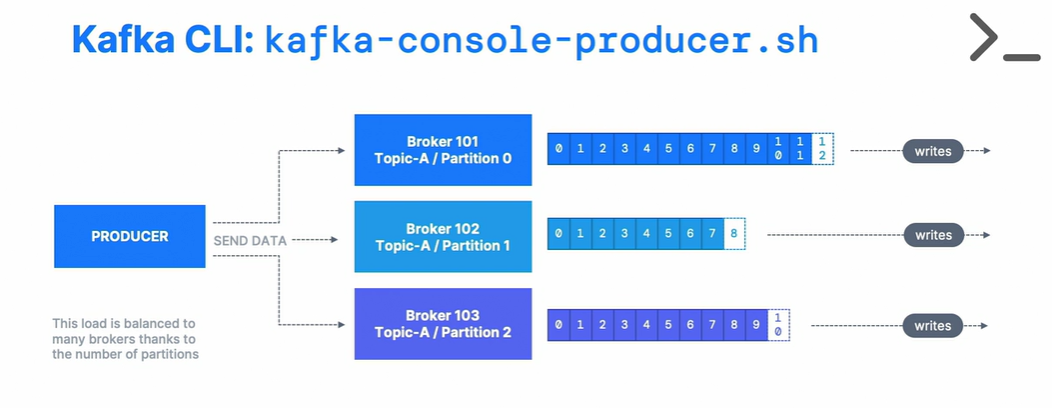 Kafka CLI: kafka-console-producer.sh
PRODUCER
SEND DATA
This load is balanced to
many brokers thanks to
the number of partitions
Broker 101
Topic-A / Partition 0
0 1 2 3 4 5 6 7 8 9 10 11 12
writes
Broker 102
Topic-A / Partition 1
0 1 2 3 4 5 6 7 8
writes
Broker 103
Topic-A / Partition 2
0 1 2 3 4 5 6 7 8 9 10
writes